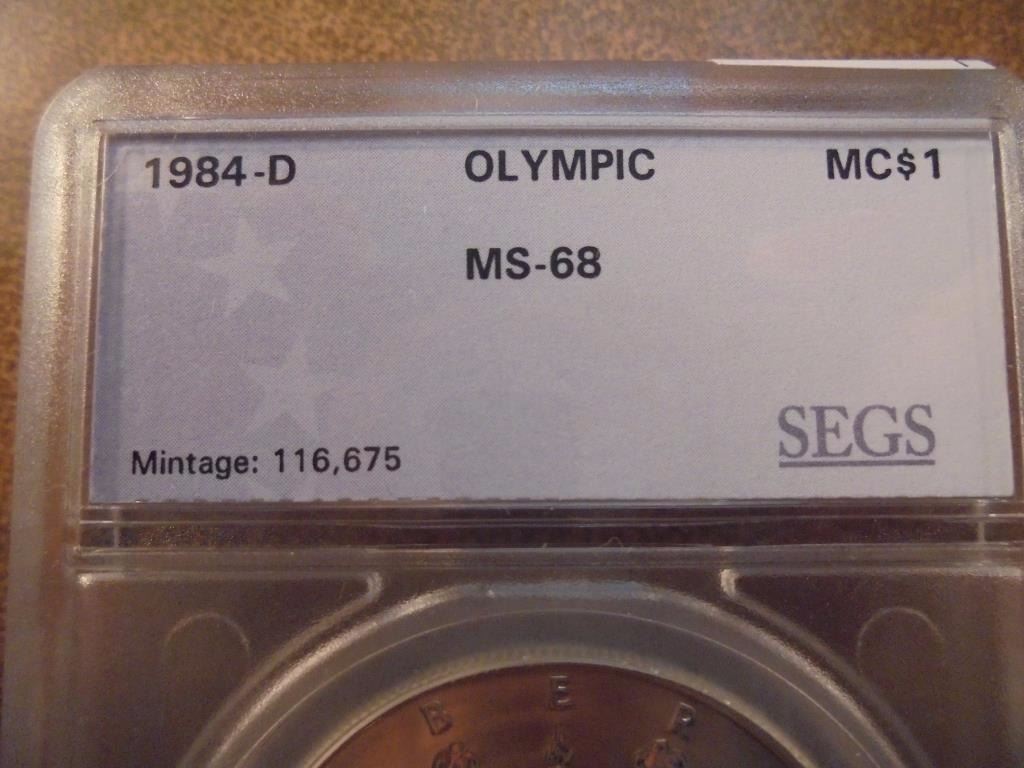 1984-D OLYMPIC MC$1
MS-68
SEGS
Mintage: 116,675
B E R